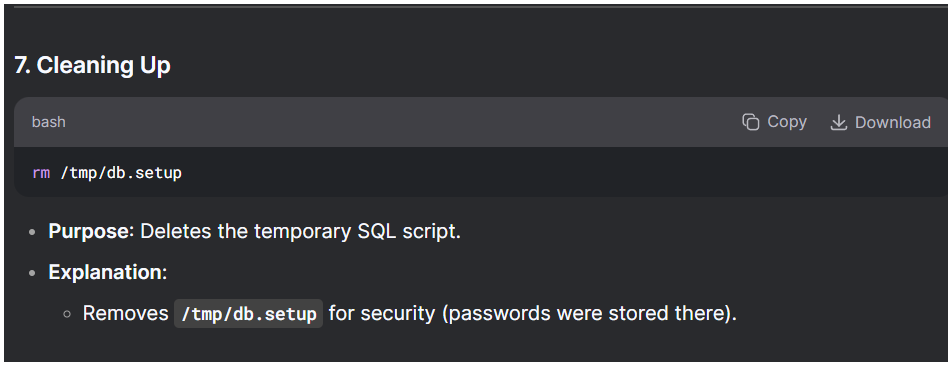 7. Cleaning Up
bash
Copy
Download
rm /tmp/db.setup
Purpose: Deletes the temporary SQL script.
Explanation:
Removes /tmp/db.setup for security (passwords were stored there).